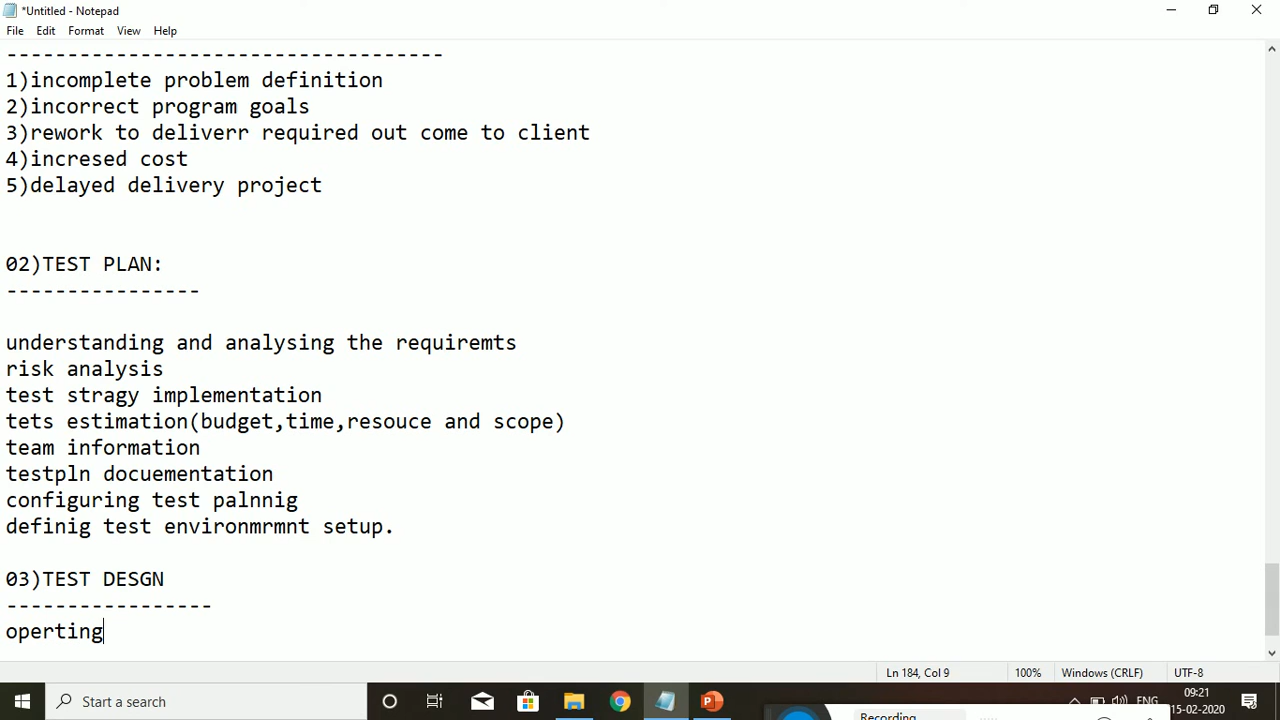 *Untitled - Notepad
File Edit Format View Help
------------------------------------
1)incomplete problem definition
2)incorrect program goals
3)rework to deliverr required out come to client
4)incresed cost
5)delayed delivery project
02)TEST PLAN:
----------------
understanding and analysing the requiremts
risk analysis
test stragy implementation
tets estimation(budget,time,resouce and scope)
team information
testpln docuementation
configuring test palnnig
definig test environmrmnt setup.
03)TEST DESGN
-----------------
operting
Ln 184, Col 9 100% Windows (CRLF) UTF-8
Start a search
ENG
09:21
15-02-2020
Recording